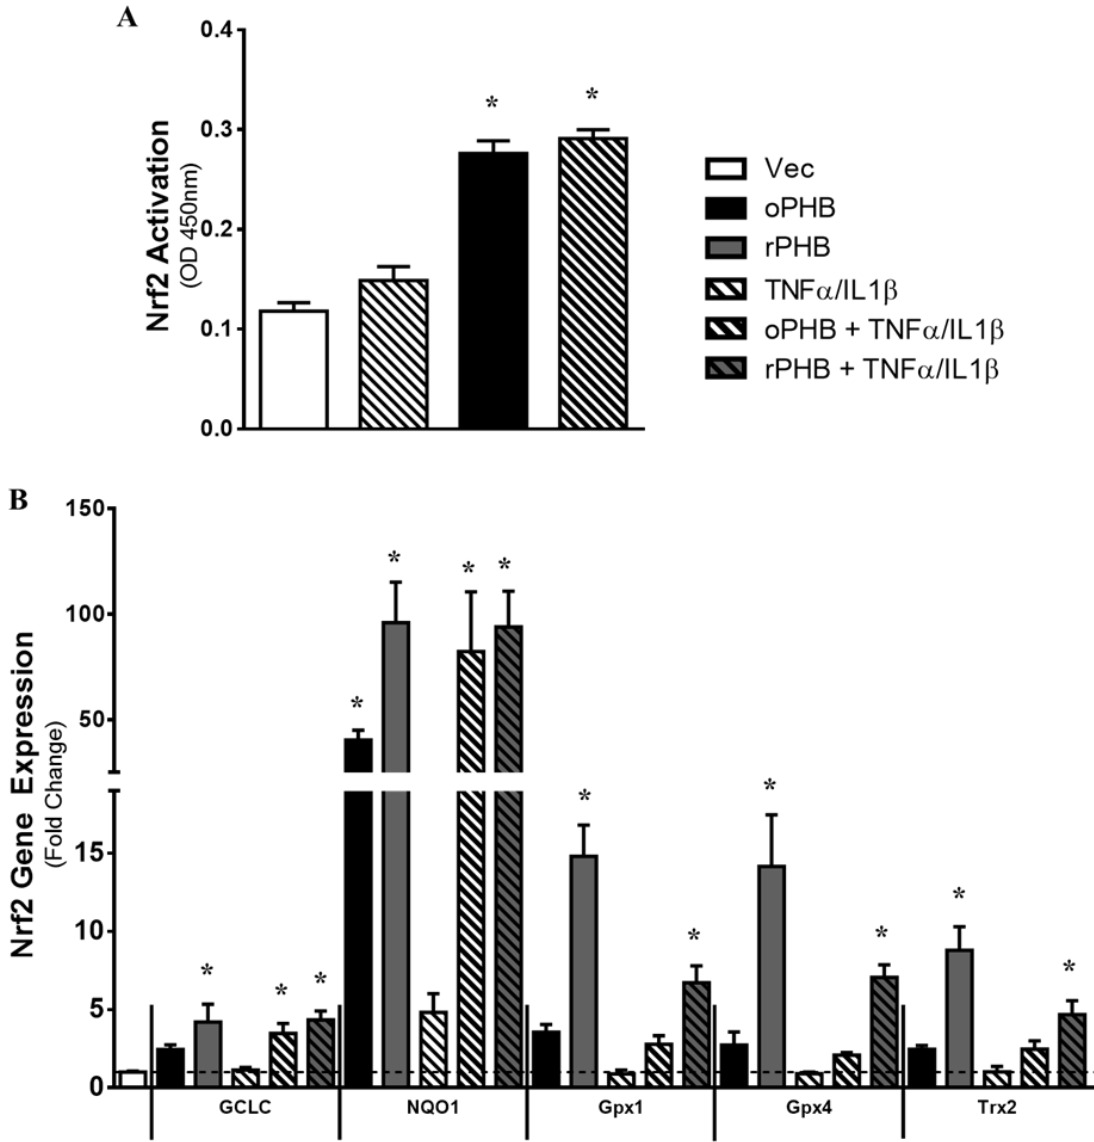 A
0.4
0.3
0.2
0.1
0.0
Nrf2 Activation
(OD 450nm)
*
*
Vec
oPHB
rPHB
TNFα/IL1β
oPHB + TNFα/IL1β
rPHB + TNFα/IL1β
B
150
100
50
15
10
5
0
Nrf2 Gene Expression
(Fold Change)
* * *
* * * *
* *
* *
* *
GCLC NQO1 Gpx1 Gpx4 Trx2